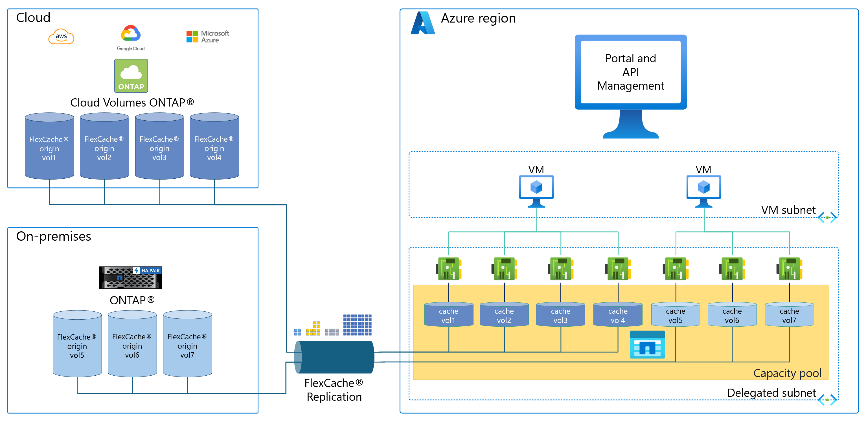 Cloud
aws
Google Cloud
Microsoft
Azure
ONTAP
Cloud Volumes ONTAP®
FlexCache®
origin
vol1
FlexCache®
origin
vol2
FlexCache®
origin
vol3
FlexCache®
origin
vol4
On-premises
HA PAIR
ONTAP®
FlexCache®
origin
vol5
FlexCache®
origin
vol6
FlexCache®
origin
vol7
FlexCache®
Replication
Azure region
Portal and
API
Management
VM
VM
VM subnet
cache
vol1
cache
vol2
cache
vol3
cache
vol4
cache
vol5
cache
vol6
cache
vol7
Capacity pool
Delegated subnet